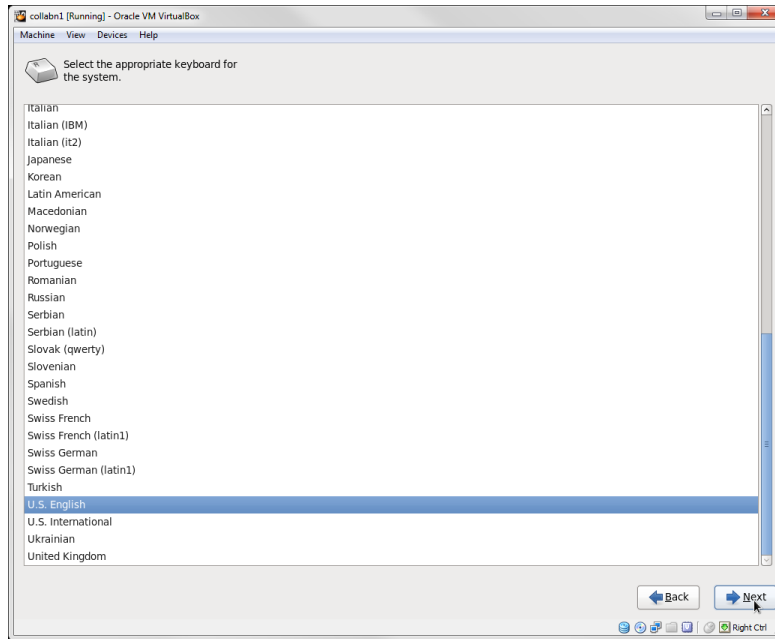 collabn1 [Running] - Oracle VM VirtualBox
Machine View Devices Help
Select the appropriate keyboard for
the system.
Italian
Italian (IBM)
Italian (it2)
Japanese
Korean
Latin American
Macedonian
Norwegian
Polish
Portuguese
Romanian
Russian
Serbian
Serbian (latin)
Slovak (qwerty)
Slovenian
Spanish
Swedish
Swiss French
Swiss French (latin1)
Swiss German
Swiss German (latin1)
Turkish
U.S. English
U.S. International
Ukrainian
United Kingdom
Back Next
Right Ctrl